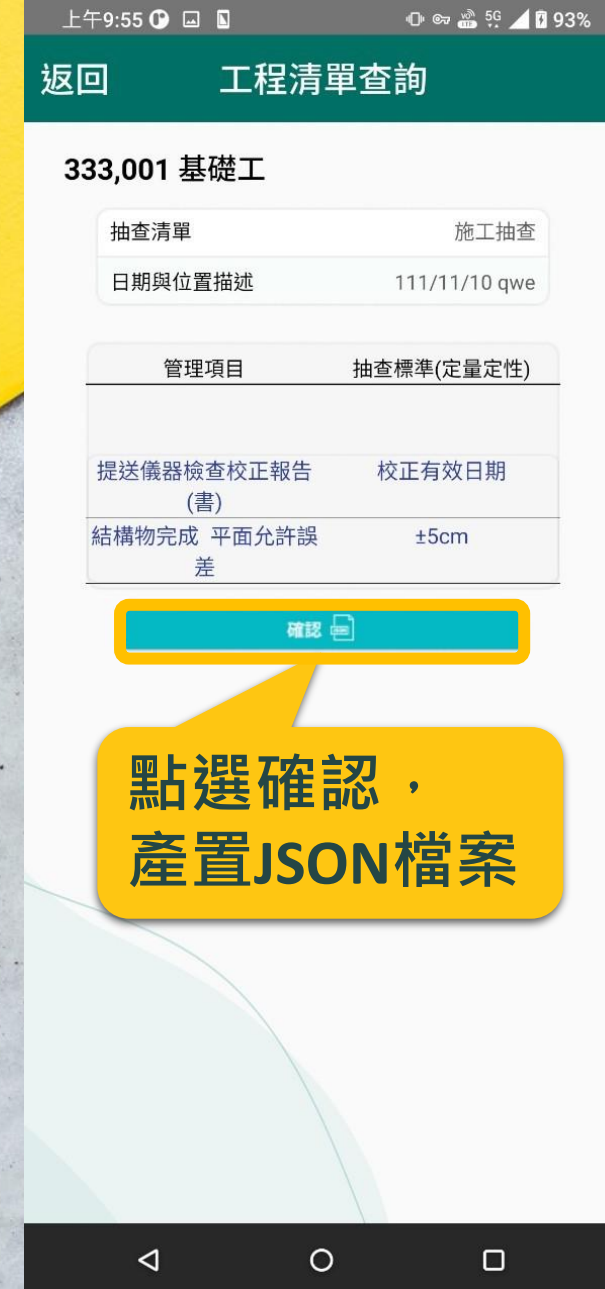 上午9:55 5G 93%
返回 工程清單查詢
333,001 基礎工
抽查清單 施工抽查
日期與位置描述 111/11/10 qwe
管理項目 抽查標準(定量定性)
提送儀器檢查校正報告 校正有效日期
(書)
結構物完成 平面允許誤 ±5cm
差
確認
點選確認，
產置JSON檔案